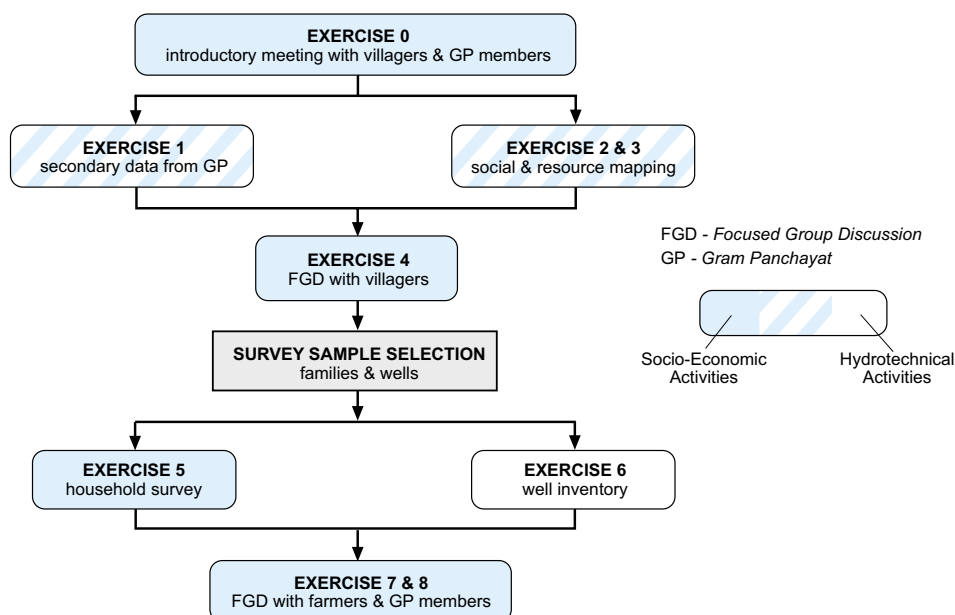 EXERCISE 0
introductory meeting with villagers & GP members
EXERCISE 1
secondary data from GP
EXERCISE 2 & 3
social & resource mapping
EXERCISE 4
FGD with villagers
FGD - Focused Group Discussion
GP - Gram Panchayat
Socio-Economic
Activities
Hydrotechnical
Activities
SURVEY SAMPLE SELECTION
families & wells
EXERCISE 5
household survey
EXERCISE 6
well inventory
EXERCISE 7 & 8
FGD with farmers & GP members